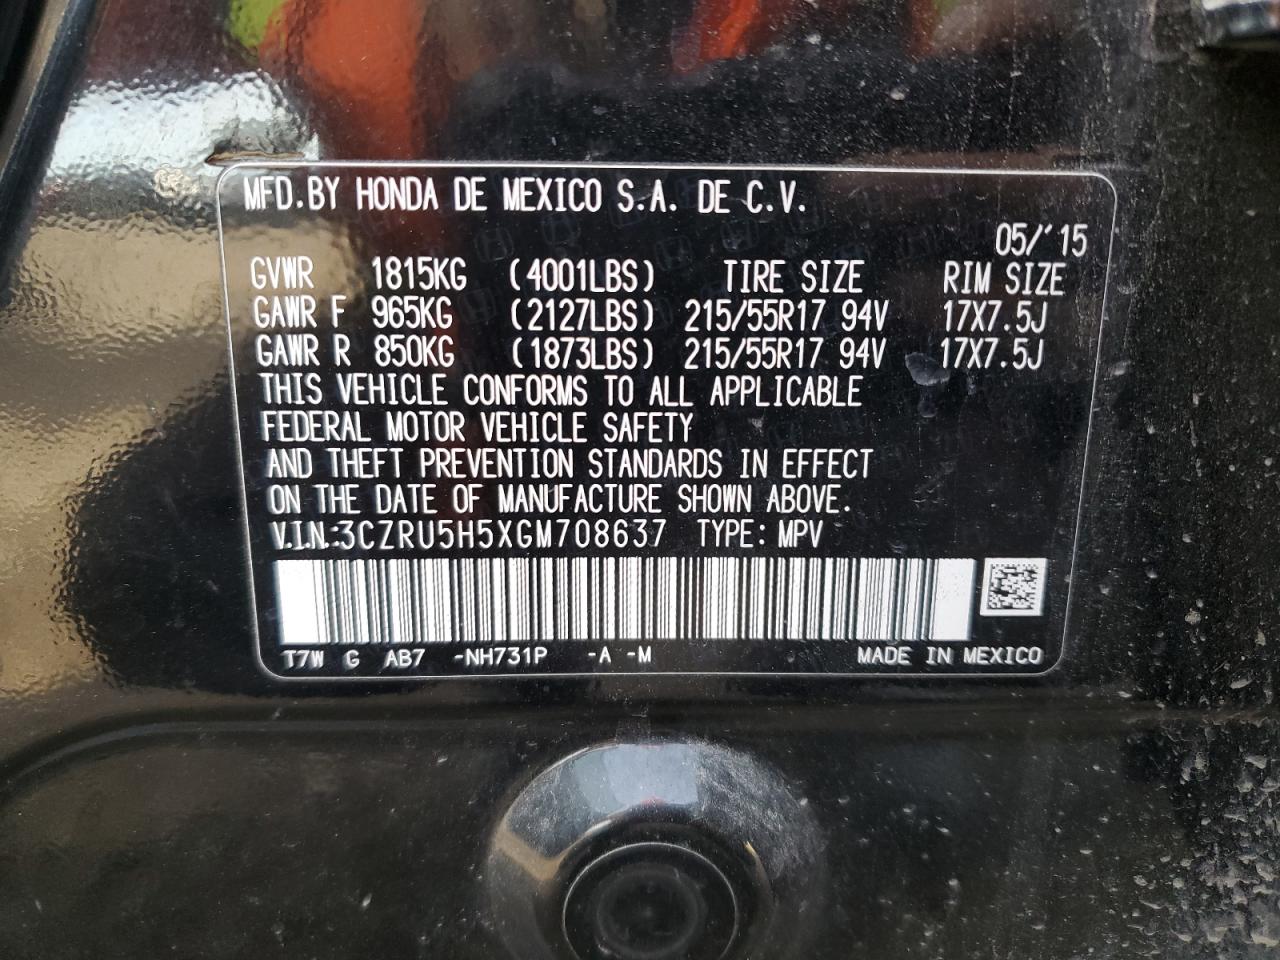 MFD.BY HONDA DE MEXICO S.A. DE C.V.
05/'15
GVWR 1815KG (4001LBS) TIRE SIZE RIM SIZE
GAWR F 965KG (2127LBS) 215/55R17 94V 17X7.5J
GAWR R 850KG (1873LBS) 215/55R17 94V 17X7.5J
THIS VEHICLE CONFORMS TO ALL APPLICABLE
FEDERAL MOTOR VEHICLE SAFETY
AND THEFT PREVENTION STANDARDS IN EFFECT
ON THE DATE OF MANUFACTURE SHOWN ABOVE.
V.I.N.:3CZRU5H5XGM708637 TYPE: MPV
T7W G AB7 -NH731P -A -M MADE IN MEXICO